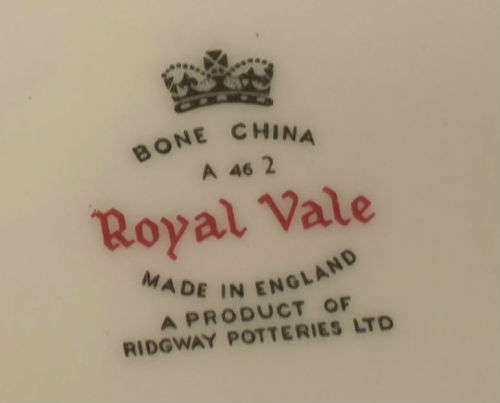 BONE CHINA
A 46 2
Royal Vale
MADE IN ENGLAND
A PRODUCT OF
RIDGWAY POTTERIES LTD